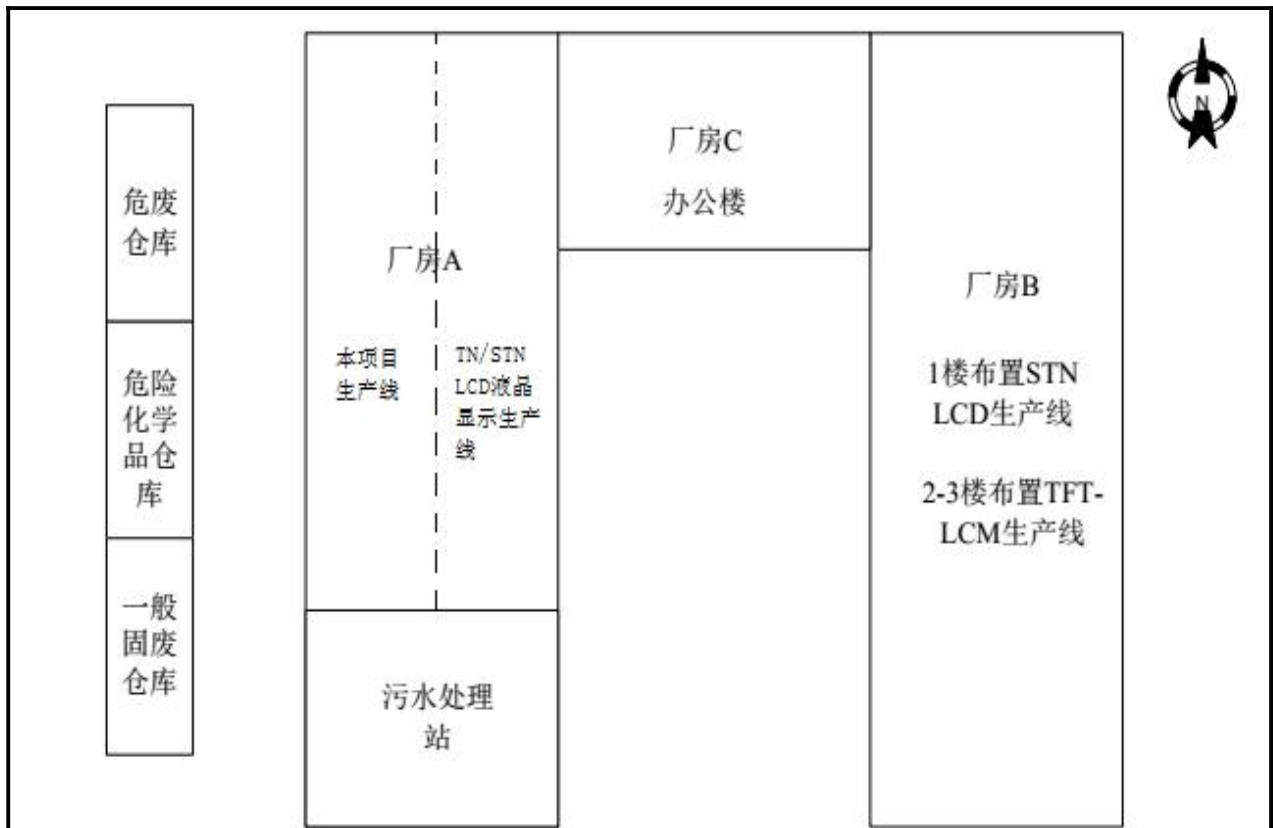 危废
仓库
危险
化学
品仓
库
一般
固废
仓库
厂房A
本项目
生产线
TN/STN
LCD液晶
显示生产
线
污水处理
站
厂房C
办公楼
厂房B
1楼布置STN
LCD生产线
2-3楼布置TFT-
LCM生产线
N